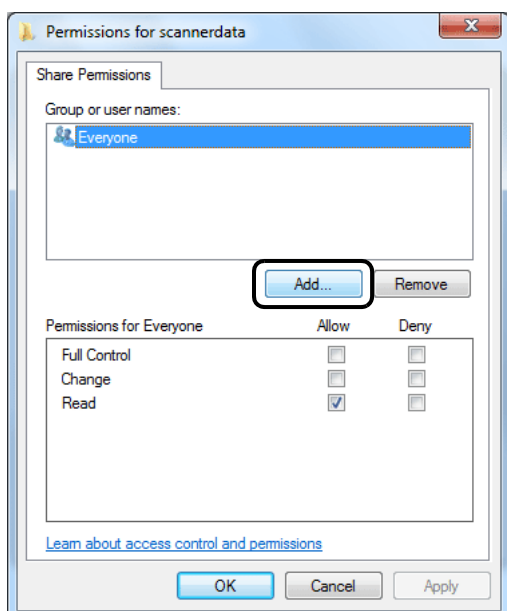 Permissions for scannerdata
Share Permissions
Group or user names:
Everyone
Add... Remove
Permissions for Everyone Allow Deny
Full Control
Change
Read
Learn about access control and permissions
OK Cancel Apply